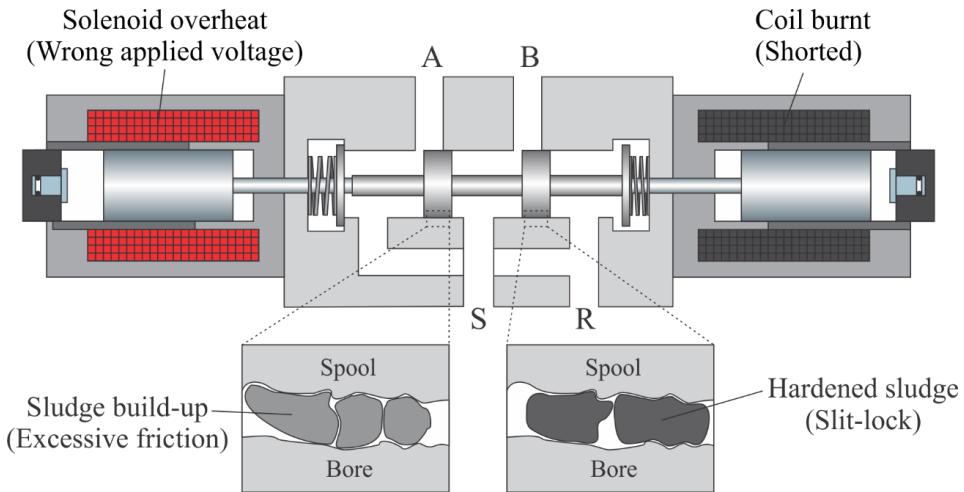 Solenoid overheat
(Wrong applied voltage)
Coil burnt
(Shorted)
A
B
S
R
Spool
Sludge build-up
(Excessive friction)
Bore
Spool
Hardened sludge
(Slit-lock)
Bore